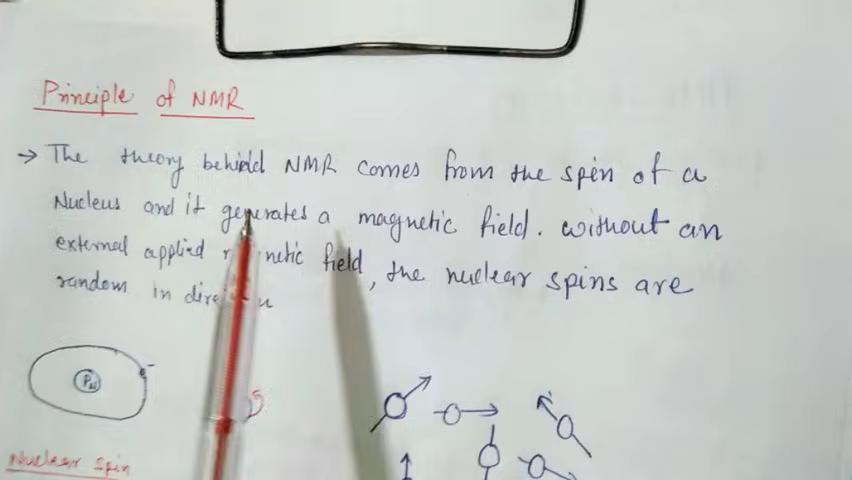 Principle of NMR
→ The theory behind NMR comes from the spin of a
Nucleus and it generates a magnetic field. without an
external applied field, the nuclear spins are
random in
Nuclear spin